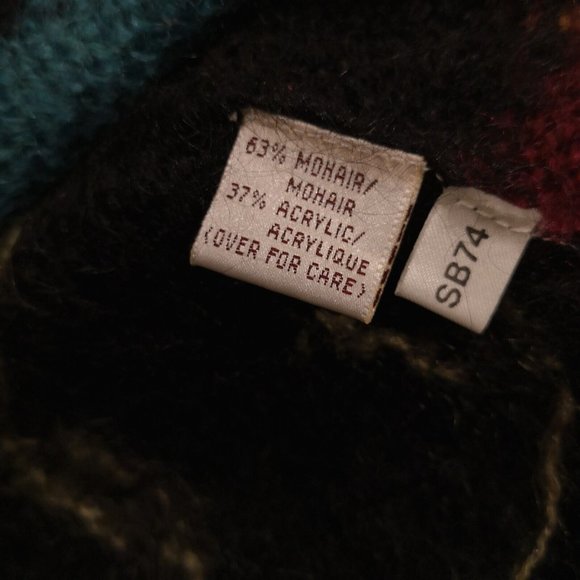 63% MOHAIR/
MOHAIR
37% ACRYLIC/
ACRYLIQUE
(OVER FOR CARE)
SB74